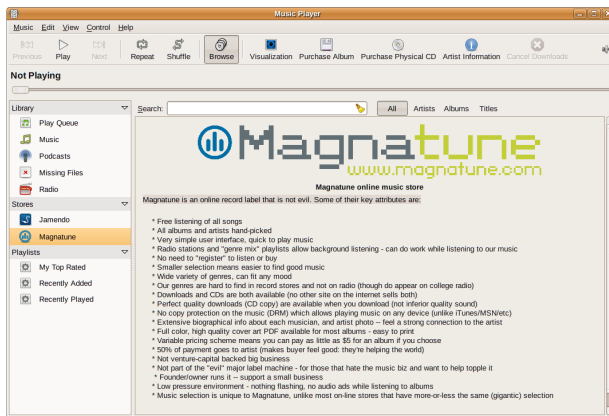 Music Player
Music Edit View Control Help
Previous Play Next Repeat Shuffle Browse Visualization Purchase Album Purchase Physical CD Artist Information Cancel Downloads
Not Playing
Library
Play Queue
Music
Podcasts
Missing Files
Radio
Stores
Jamendo
Magnatune
Playlists
My Top Rated
Recently Added
Recently Played
Search: All Artists Albums Titles
Magnatune
www.magnatune.com
Magnatune online music store
Magnatune is an online record label that is not evil. Some of their key attributes are:
* Free listening of all songs
* All albums and artists hand-picked
* Very simple user interface, quick to play music
* Radio stations and "genre mix" playlists allow background listening - can do work while listening to our music
* No need to "register" to listen or buy
* Smaller selection means easier to find good music
* Wide variety of genres, can fit any mood
* Our genres are hard to find in record stores and not on radio (though do appear on college radio)
* Downloads and CDs are both available (no other site on the internet sells both)
* Perfect quality downloads (CD copy) are available when you download (not inferior quality sound)
* No copy protection on the music (DRM) which allows playing music on any device (unlike iTunes/MSN/etc)
* Extensive biographical info about each musician, and artist photo -- feel a strong connection to the artist
* Full color, high quality cover art PDF available for most albums - easy to print
* Variable pricing scheme means you can pay as little as $5 for an album if you choose
* 50% of payment goes to artist (makes buyer feel good: they're helping the world)
* Not venture-capital backed big business
* Not part of the "evil" major label machine - for those that hate the music biz and want to help topple it
* Founder/owner runs it -- support a small business
* Low pressure environment - nothing flashing, no audio ads while listening to albums
* Music selection is unique to Magnatune, unlike most on-line stores that have more-or-less the same (gigantic) selection